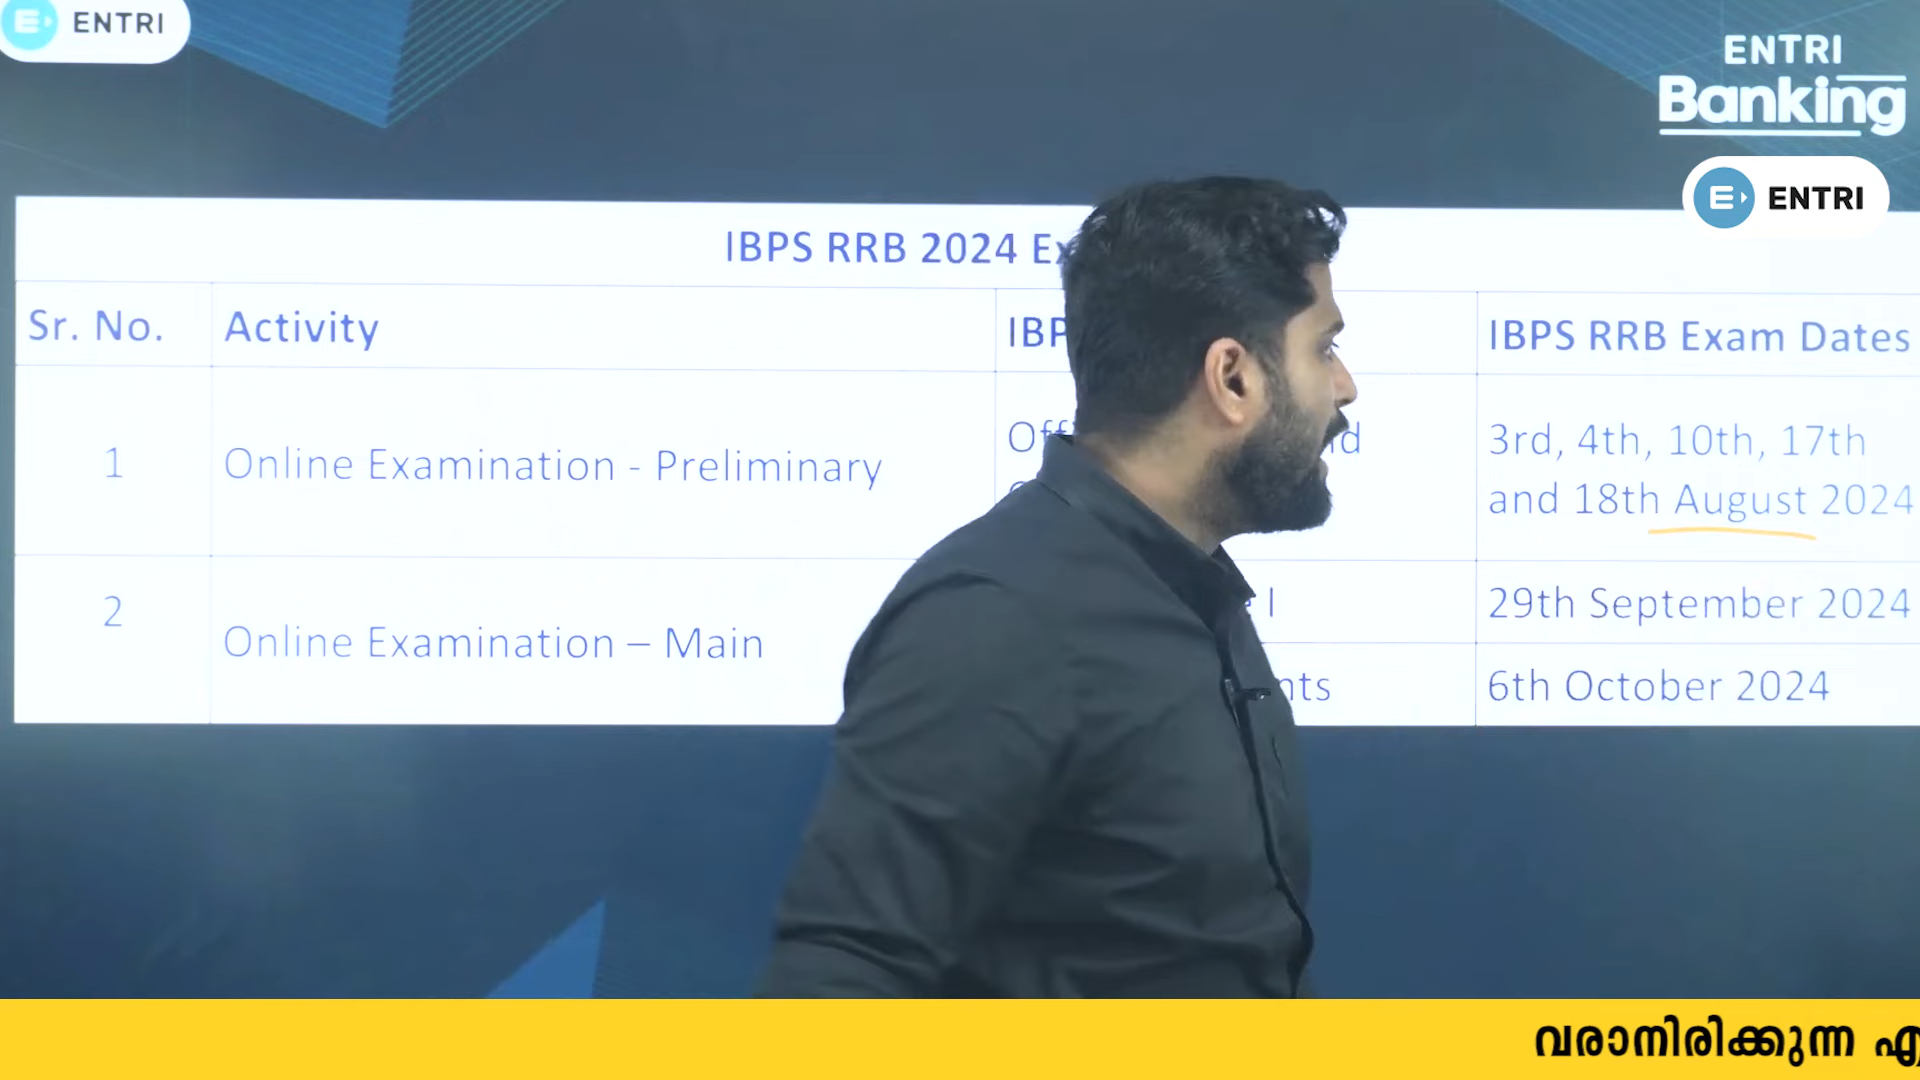 ENTRI
ENTRI
Banking
ENTRI
IBPS RRB 2024
Sr. No.
Activity
IBPS RRB Exam Dates
1
Online Examination - Preliminary
3rd, 4th, 10th, 17th
and 18th August 2024
2
Online Examination – Main
I
29th September 2024
6th October 2024
വരാനിരിക്കുന്ന